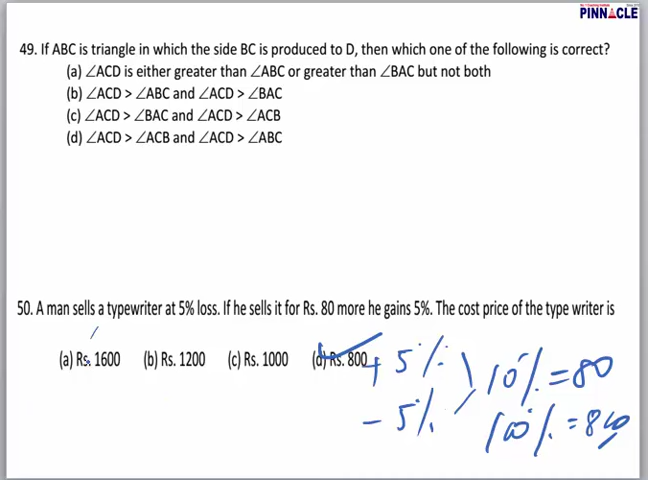 PINNACLE
49. If ABC is triangle in which the side BC is produced to D, then which one of the following is correct?
(a) ∠ACD is either greater than ∠ABC or greater than ∠BAC but not both
(b) ∠ACD > ∠ABC and ∠ACD > ∠BAC
(c) ∠ACD > ∠BAC and ∠ACD > ∠ACB
(d) ∠ACD > ∠ACB and ∠ACD > ∠ABC
50. A man sells a typewriter at 5% loss. If he sells it for Rs. 80 more he gains 5%. The cost price of the type writer is
(a) Rs. 1600 (b) Rs. 1200 (c) Rs. 1000 (d) Rs. 800
+ 5%
- 5%
10% = 80
100% = 800